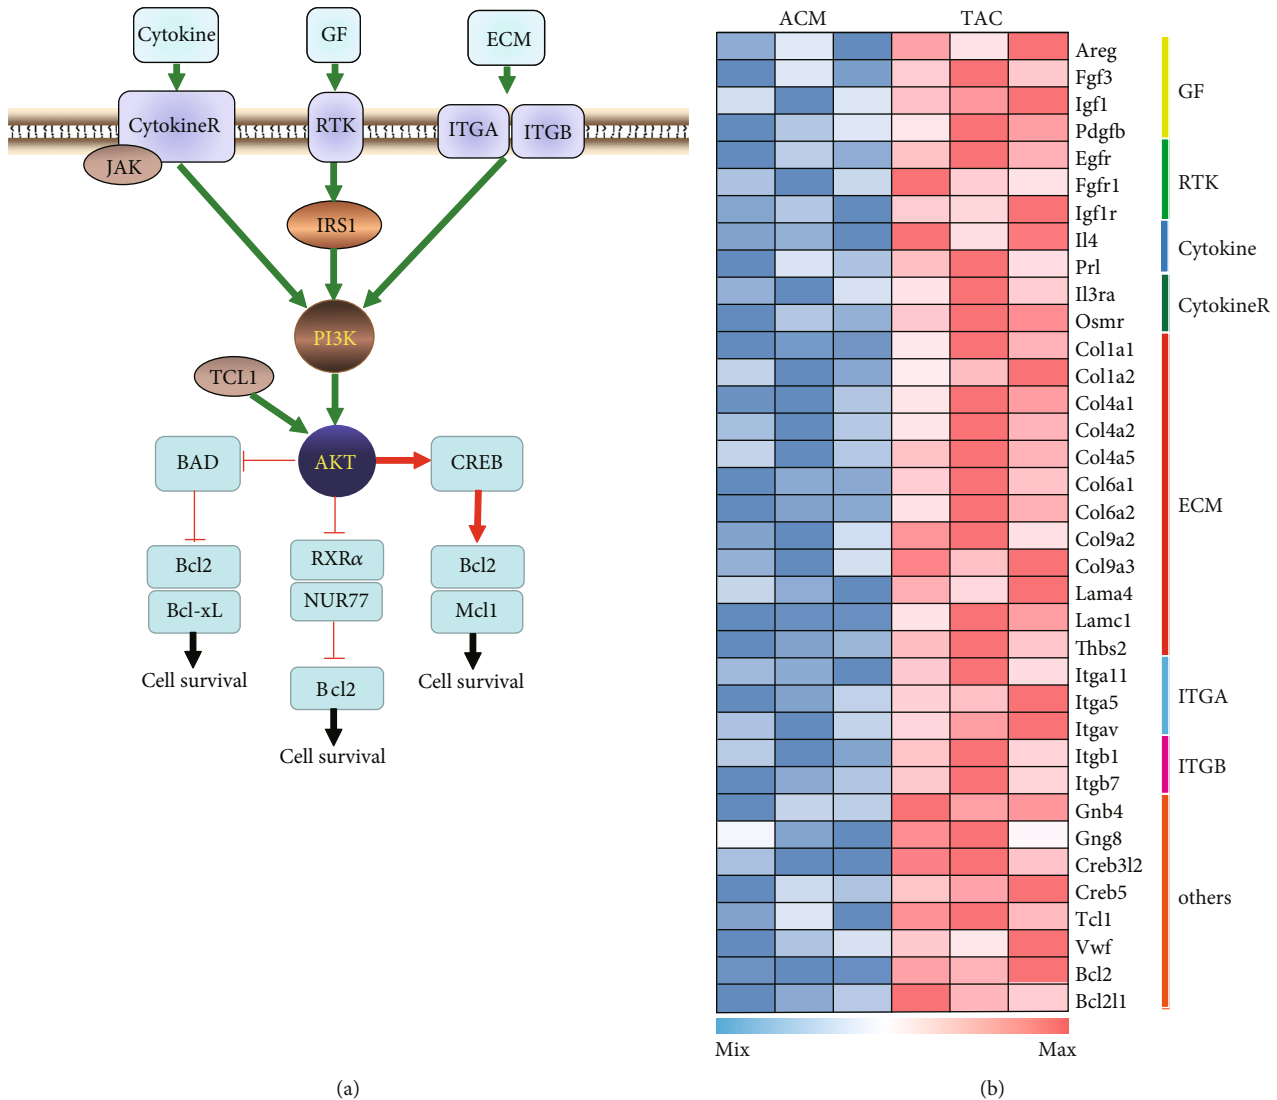 Cytokine
GF
ECM
CytokineR
RTK
ITGA
ITGB
JAK
IRS1
PI3K
TCL1
AKT
BAD
CREB
Bcl2
Bcl-xL
Cell survival
RXRα
NUR77
Bcl2
Cell survival
Bcl2
Mcl1
Cell survival
(a)
ACM
TAC
Areg
Fgf3
Igf1
Pdgfb
Egfr
Fgfr1
Igf1r
Il4
Prl
Il3ra
Osmr
Col1a1
Col1a2
Col4a1
Col4a2
Col4a5
Col6a1
Col6a2
Col9a2
Col9a3
Lama4
Lamc1
Thbs2
Itga11
Itga5
Itgav
Itgb1
Itgb7
Gnb4
Gng8
Creb3l2
Creb5
Tcl1
Vwf
Bcl2
Bcl2l1
GF
RTK
Cytokine
CytokineR
ECM
ITGA
ITGB
others
Mix
Max
(b)